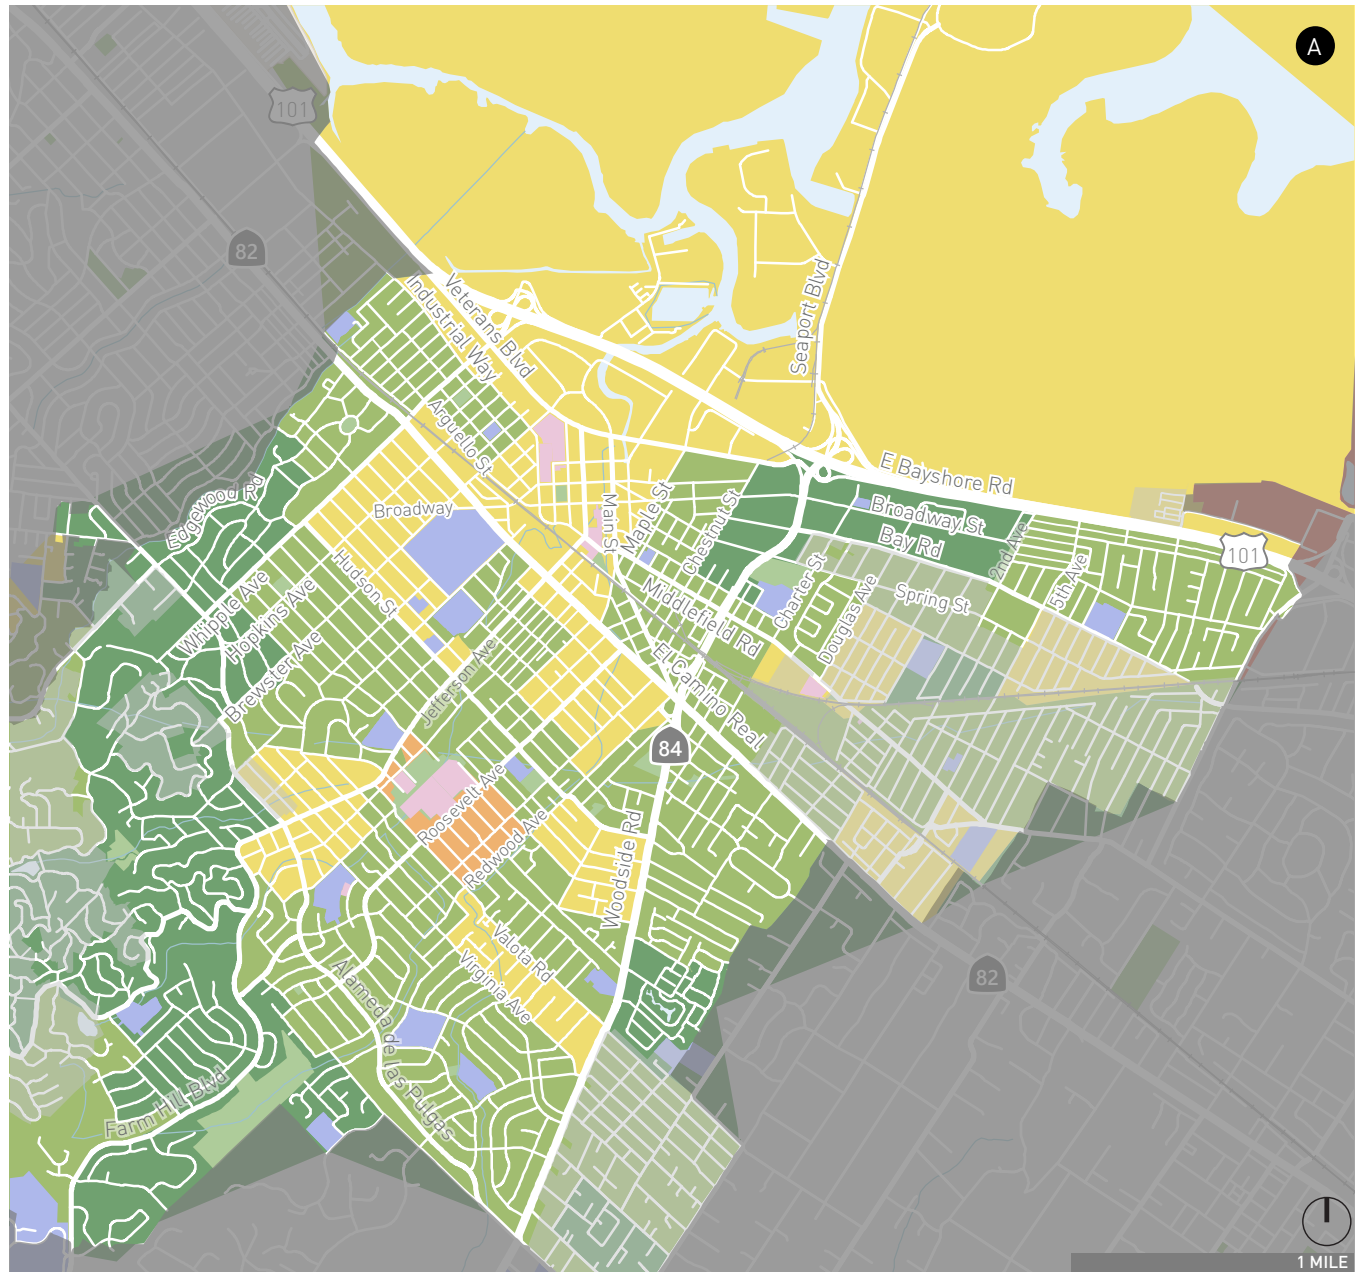 A
101
82
Veterans Blvd
Industrial Way
Seaport Blvd
Arguello St
E Bayshore Rd
Edgewood Rd
Broadway
Main St
Maple St
Chestnut St
Broadway St
Bay Rd
2nd Ave
101
Hudson St
Whipple Ave
Hopkins Ave
Brewster Ave
Middlefield Rd
Charter St
Douglas Ave
Spring St
5th Ave
Jefferson Ave
El Camino Real
84
Roosevelt Ave
Redwood Ave
Woodside Rd
Valota Rd
Virginia Ave
82
Alameda de las Pulgas
Farm Hill Blvd
1 MILE